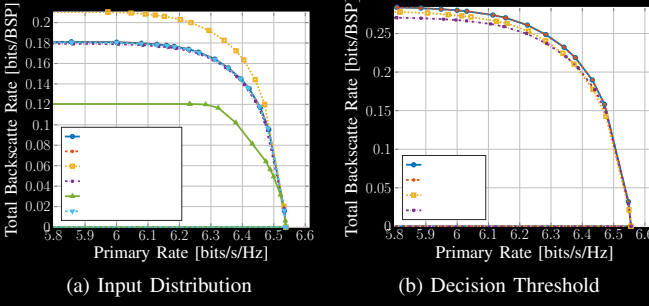 Total Backscatte Rate [bits/BSP]
0.2
0.18
0.16
0.14
0.12
0.1
0.08
0.06
0.04
0.02
0
5.8 5.9 6 6.1 6.2 6.3 6.4 6.5 6.6
Primary Rate [bits/s/Hz]
(a) Input Distribution
Total Backscatte Rate [bits/BSP]
0.25
0.2
0.15
0.1
0.05
0
5.8 5.9 6 6.1 6.2 6.3 6.4 6.5
Primary Rate [bits/s/Hz]
(b) Decision Threshold